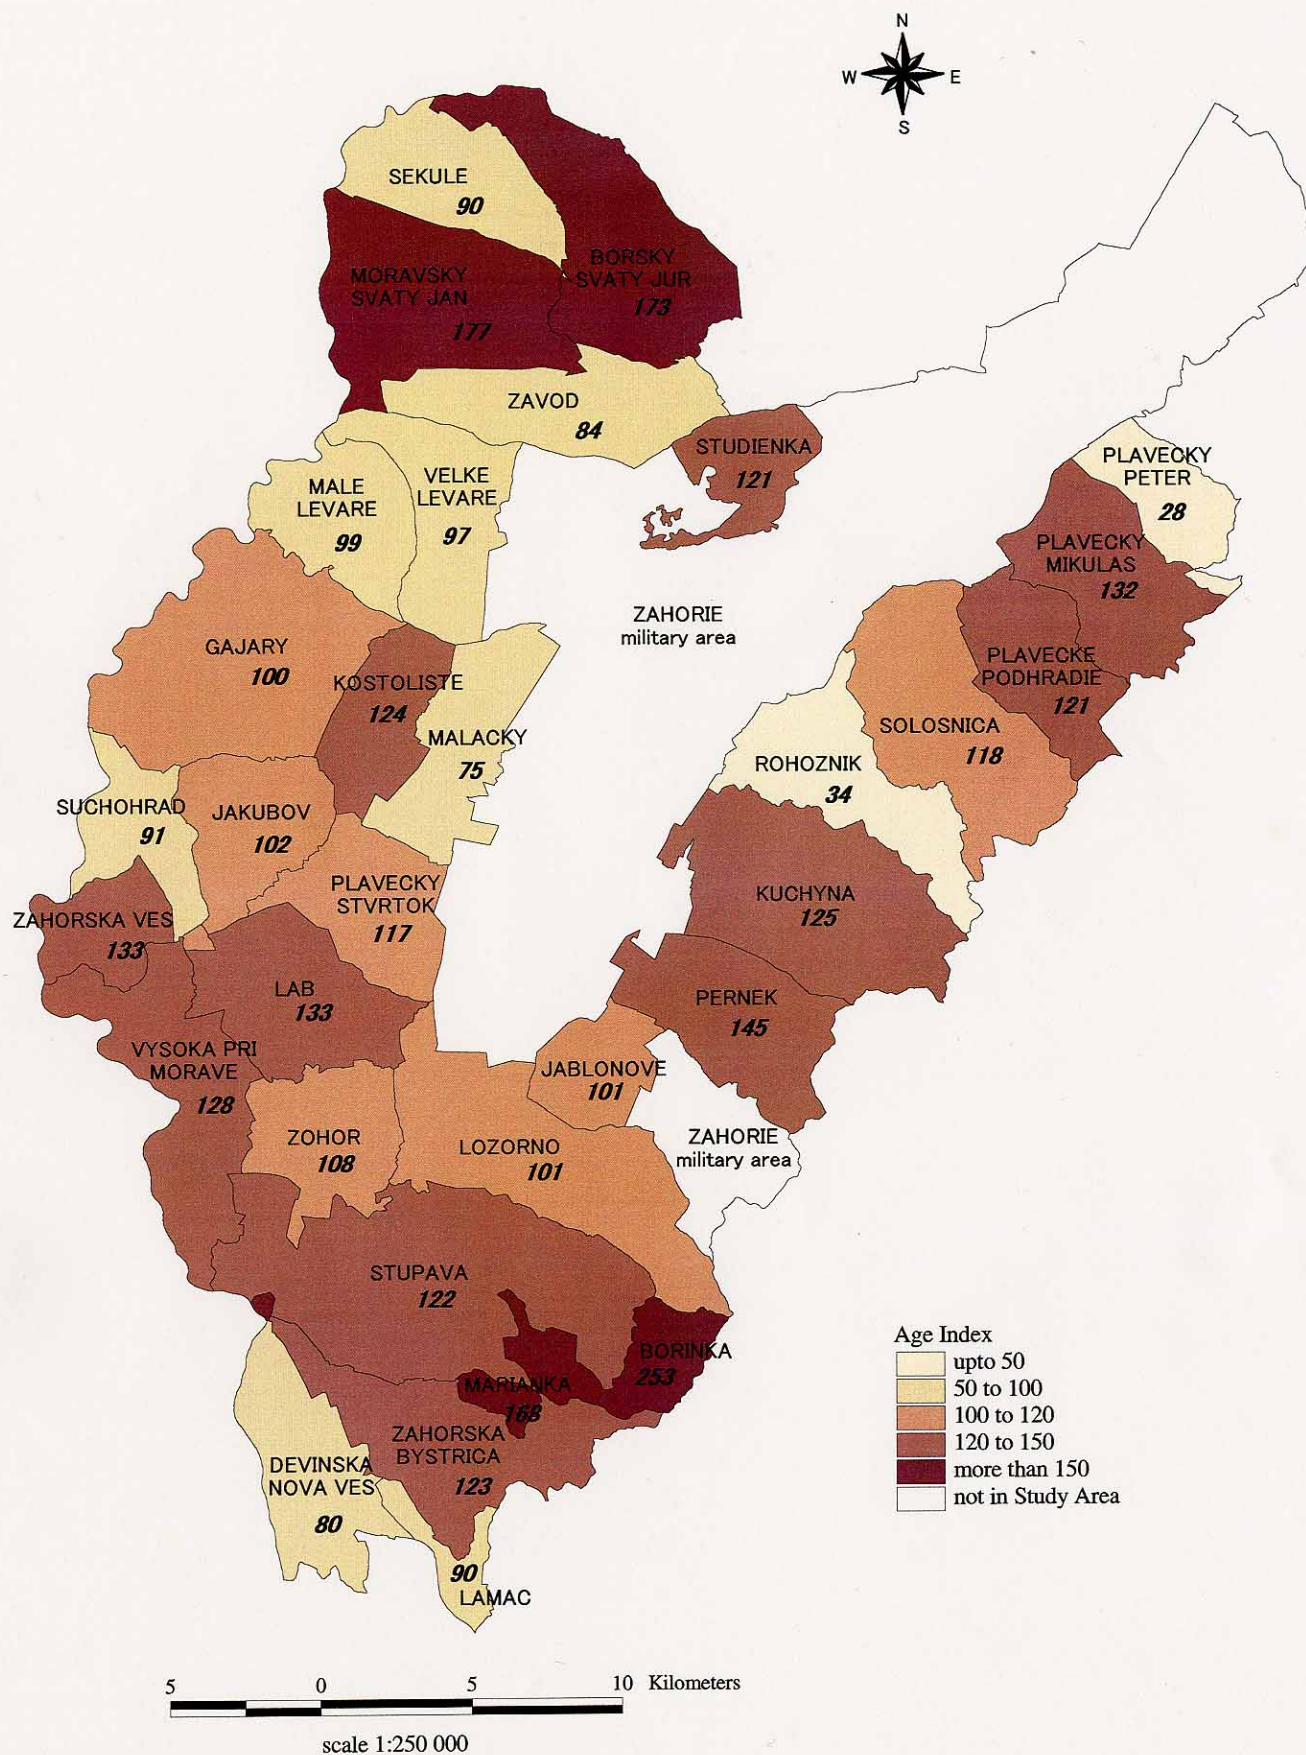 N
W E
S
SEKULE
90
BORSKY
SVATY JUR
173
MORAVSKY
SVATY JAN
177
ZAVOD
84
STUDIENKA
121
PLAVECKY
PETER
28
MALE
LEVARE
99
VELKE
LEVARE
97
PLAVECKY
MIKULAS
132
ZAHORIE
military area
GAJARY
100
KOSTOLISTE
124
PLAVECKE
PODHRADIE
121
MALACKY
75
SOLOSNICA
118
ROHOZNIK
34
SUCHOHRAD
91
JAKUBOV
102
PLAVECKY
STVRTOK
117
KUCHYNA
125
ZAHORSKA VES
133
LAB
133
PERNEK
145
VYSOKA PRI
MORAVE
128
JABLONOVE
101
ZOHOR
108
LOZORNO
101
ZAHORIE
military area
STUPAVA
122
BORINKA
253
MARIANKA
168
ZAHORSKA
BYSTRICA
123
DEVINSKA
NOVA VES
80
90
LAMAC
Age Index
upto 50
50 to 100
100 to 120
120 to 150
more than 150
not in Study Area
5 0 5 10 Kilometers
scale 1:250 000